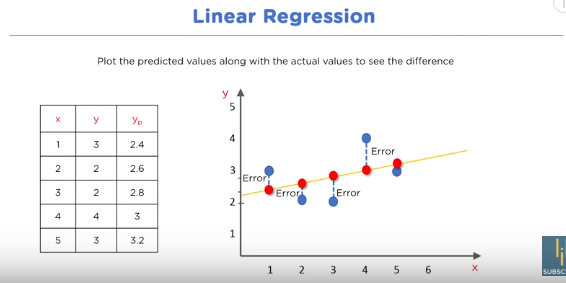 Linear Regression
Plot the predicted values along with the actual values to see the difference
x y yp
1 3 2.4
2 2 2.6
3 2 2.8
4 4 3
5 3 3.2
y
5
4
3
2
1
Error
Error
Error
Error
1 2 3 4 5 6 x
SUBSC